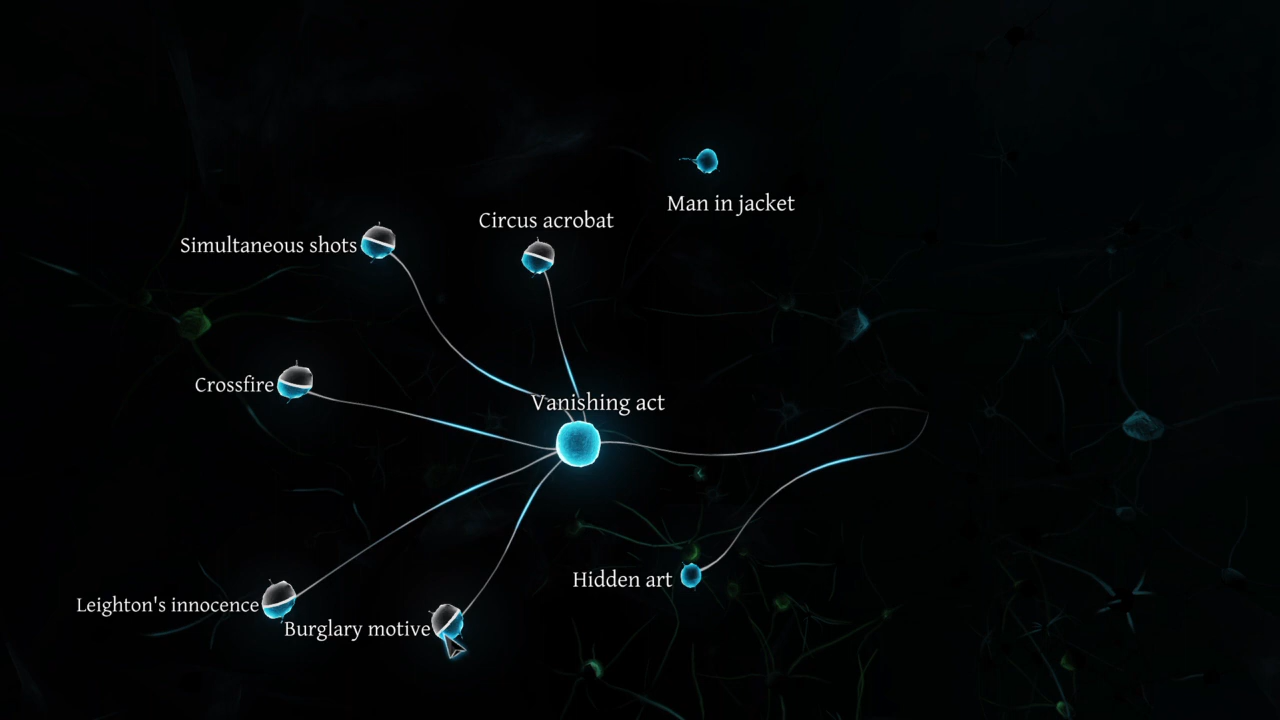 Man in jacket
Circus acrobat
Simultaneous shots
Crossfire
Vanishing act
Hidden art
Leighton's innocence
Burglary motive